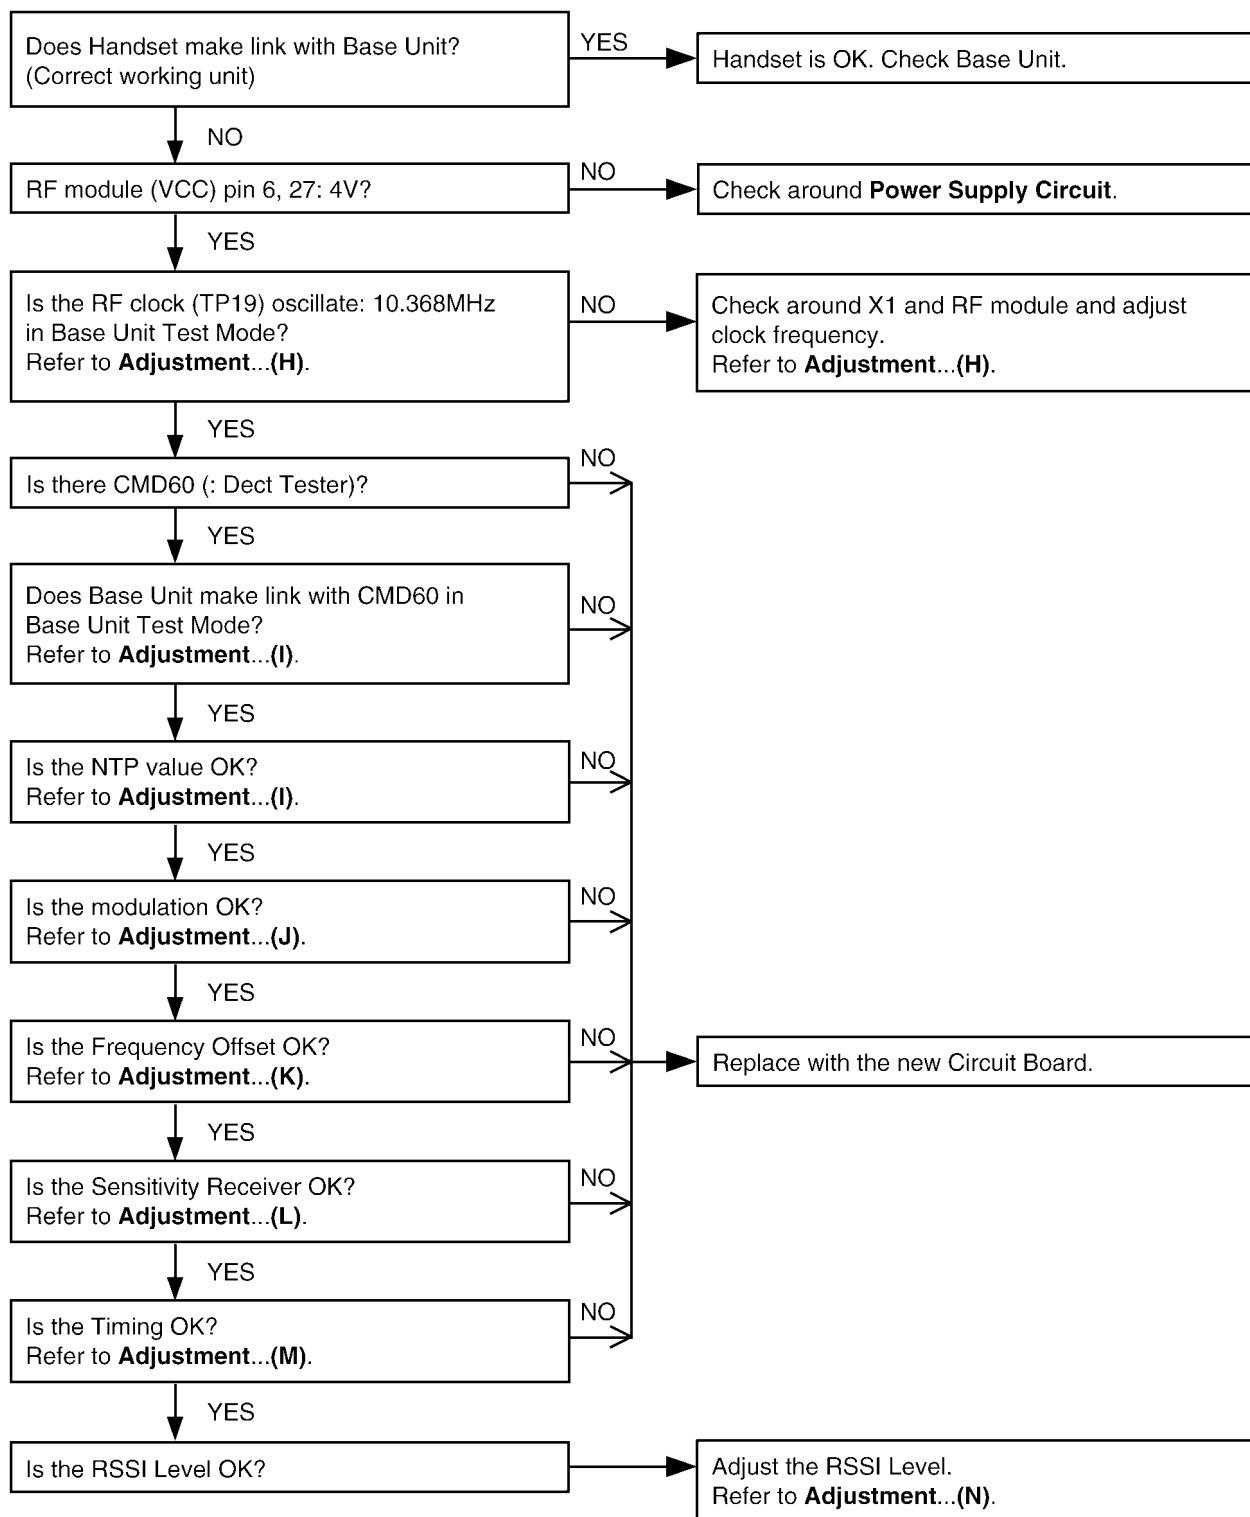 Does Handset make link with Base Unit?
(Correct working unit)
YES
Handset is OK. Check Base Unit.
NO
RF module (VCC) pin 6, 27: 4V?
NO
Check around Power Supply Circuit.
YES
Is the RF clock (TP19) oscillate: 10.368MHz
in Base Unit Test Mode?
Refer to Adjustment...(H).
NO
Check around X1 and RF module and adjust
clock frequency.
Refer to Adjustment...(H).
YES
Is there CMD60 (: Dect Tester)?
NO
YES
Does Base Unit make link with CMD60 in
Base Unit Test Mode?
Refer to Adjustment...(I).
NO
YES
Is the NTP value OK?
Refer to Adjustment...(I).
NO
YES
Is the modulation OK?
Refer to Adjustment...(J).
NO
YES
Is the Frequency Offset OK?
Refer to Adjustment...(K).
NO
Replace with the new Circuit Board.
YES
Is the Sensitivity Receiver OK?
Refer to Adjustment...(L).
NO
YES
Is the Timing OK?
Refer to Adjustment...(M).
NO
YES
Is the RSSI Level OK?
Adjust the RSSI Level.
Refer to Adjustment...(N).